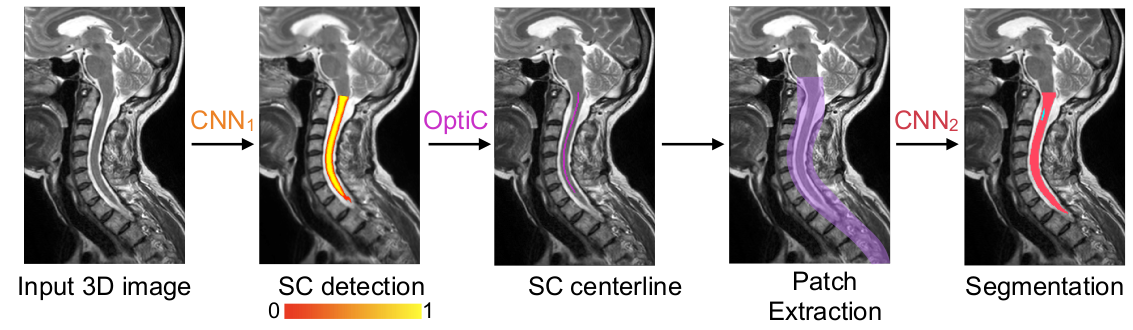 CNN₁
OptiC
CNN₂
Input 3D image
SC detection
0
1
SC centerline
Patch
Extraction
Segmentation